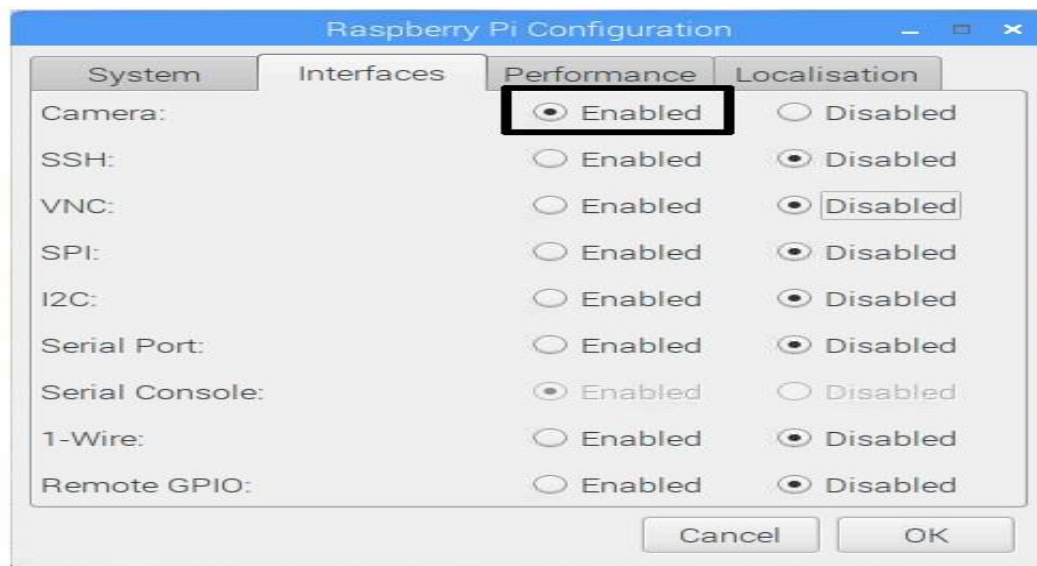 Raspberry Pi Configuration
System Interfaces Performance Localisation
Camera: Enabled Disabled
SSH: Enabled Disabled
VNC: Enabled Disabled
SPI: Enabled Disabled
I2C: Enabled Disabled
Serial Port: Enabled Disabled
Serial Console: Enabled Disabled
1-Wire: Enabled Disabled
Remote GPIO: Enabled Disabled
Cancel OK